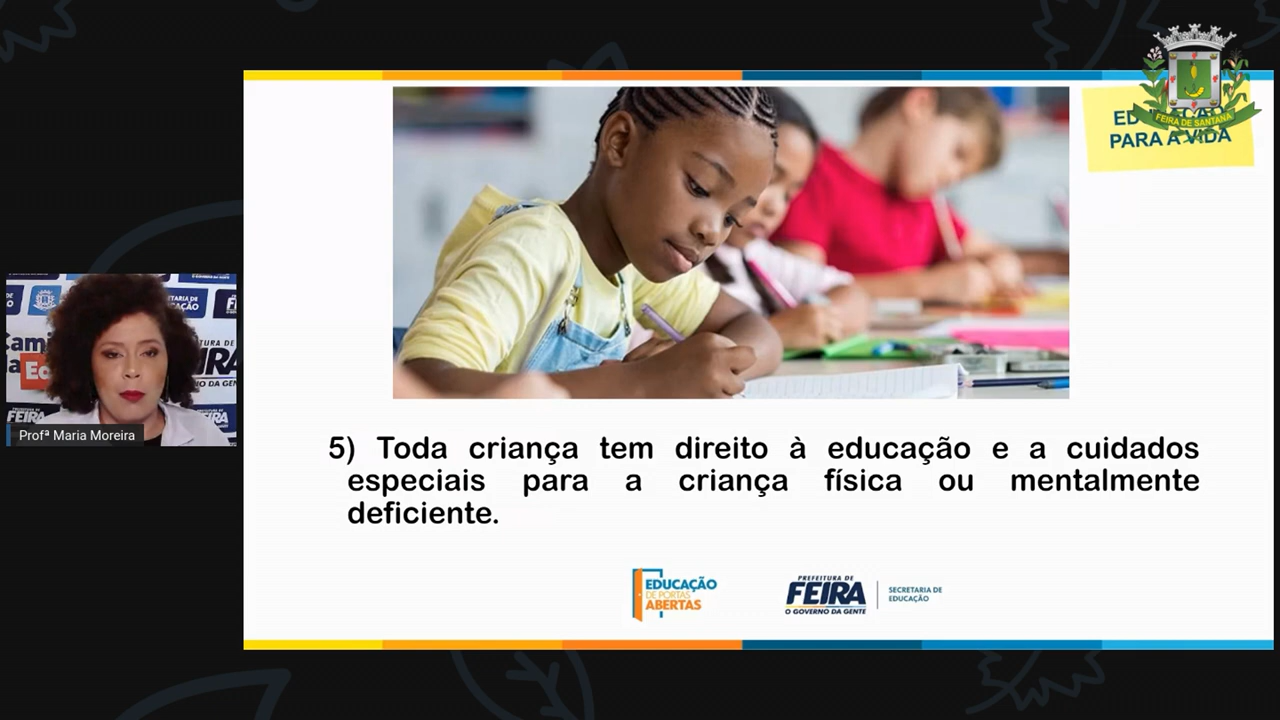 FEIRA DE SANTANA
PARA A VIDA
FEIRA
Profª Maria Moreira
5) Toda criança tem direito à educação e a cuidados
especiais para a criança física ou mentalmente
deficiente.
EDUCAÇÃO
DE PORTAS
ABERTAS
PREFEITURA DE
FEIRA
O GOVERNO DA GENTE
SECRETARIA DE
EDUCAÇÃO